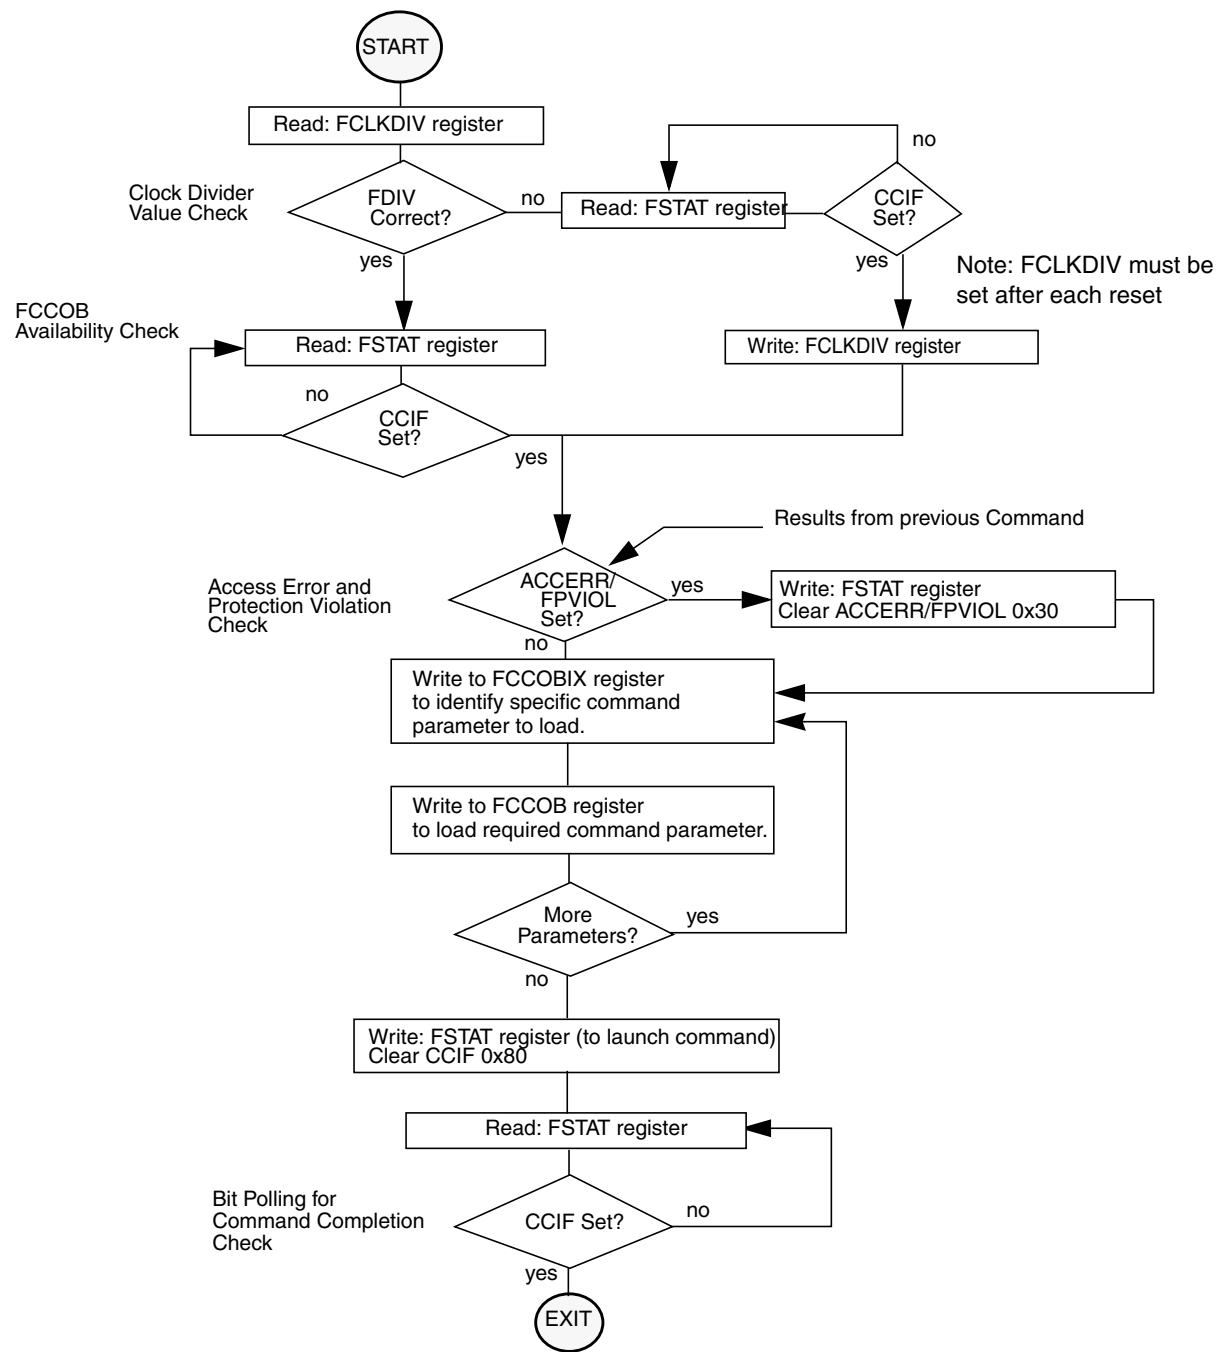 START
Read: FCLKDIV register
Clock Divider
Value Check
FDIV
Correct?
no
Read: FSTAT register
CCIF
Set?
no
yes
yes
Note: FCLKDIV must be
set after each reset
FCCOB
Availability Check
Read: FSTAT register
Write: FCLKDIV register
no
CCIF
Set?
yes
Results from previous Command
Access Error and
Protection Violation
Check
ACCERR/
FPVIOL
Set?
yes
Write: FSTAT register
Clear ACCERR/FPVIOL 0x30
no
Write to FCCOBIX register
to identify specific command
parameter to load.
Write to FCCOB register
to load required command parameter.
More
Parameters?
yes
no
Write: FSTAT register (to launch command)
Clear CCIF 0x80
Read: FSTAT register
Bit Polling for
Command Completion
Check
CCIF Set?
no
yes
EXIT